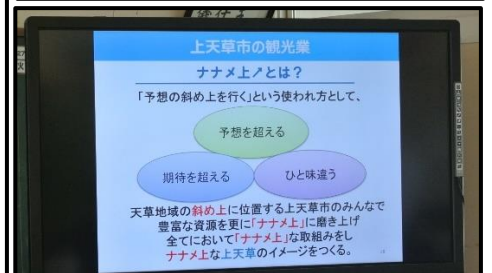 上天草市の観光業
ナナメ上↗とは？
「予想の斜め上を行く」という使われ方として、
予想を超える
期待を超える
ひと味違う
天草地域の斜め上に位置する上天草市のみんなで
豊富な資源を更に「ナナメ上」に磨き上げ
全てにおいて「ナナメ上」な取組みをし
ナナメ上な上天草のイメージをつくる。